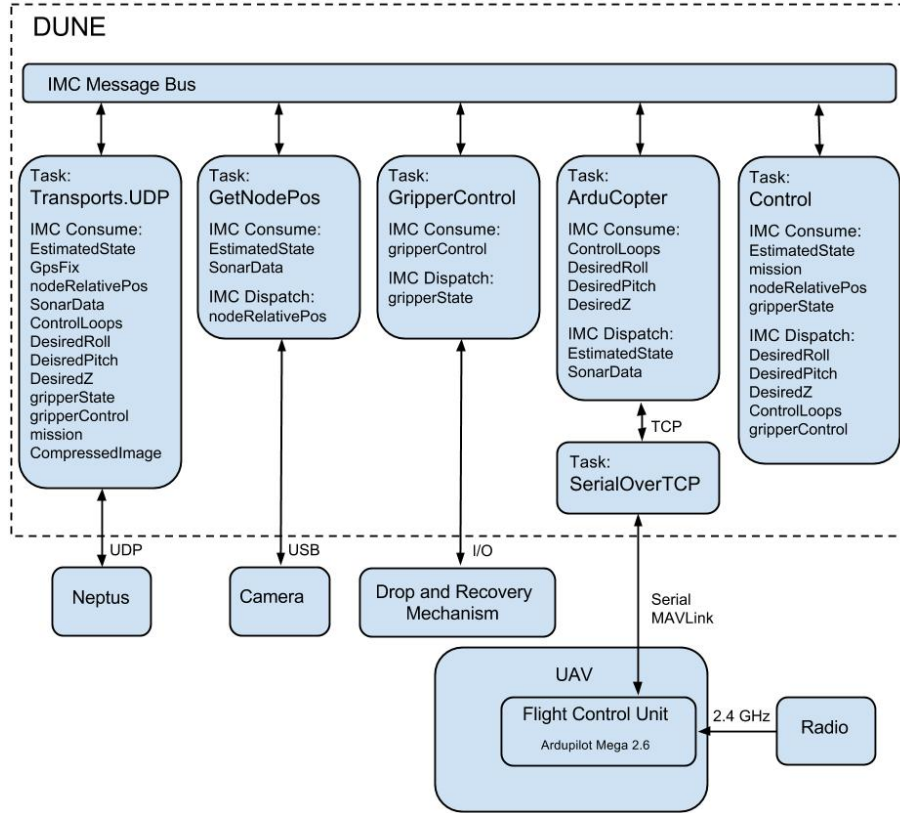 DUNE
IMC Message Bus
Task:
Transports.UDP
IMC Consume:
EstimatedState
GpsFix
nodeRelativePos
SonarData
ControlLoops
DesiredRoll
DeisredPitch
DesiredZ
gripperState
gripperControl
mission
CompressedImage
Task:
GetNodePos
IMC Consume:
EstimatedState
SonarData
IMC Dispatch:
nodeRelativePos
Task:
GripperControl
IMC Consume:
gripperControl
IMC Dispatch:
gripperState
Task:
ArduCopter
IMC Consume:
ControlLoops
DesiredRoll
DesiredPitch
DesiredZ
IMC Dispatch:
EstimatedState
SonarData
Task:
Control
IMC Consume:
EstimatedState
mission
nodeRelativePos
gripperState
IMC Dispatch:
DesiredRoll
DesiredPitch
DesiredZ
ControlLoops
gripperControl
TCP
Task:
SerialOverTCP
UDP
USB
I/O
Neptus
Camera
Drop and Recovery
Mechanism
Serial
MAVLink
UAV
Flight Control Unit
Ardupilot Mega 2.6
2.4 GHz
Radio